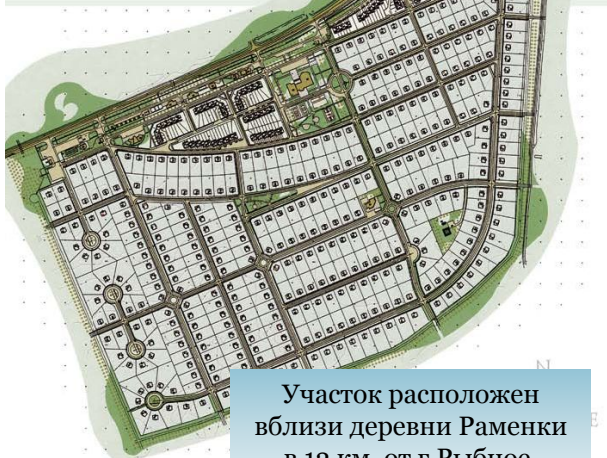 N
E
Участок расположен
вблизи деревни Раменки
в 12 км. от г.Рыбное